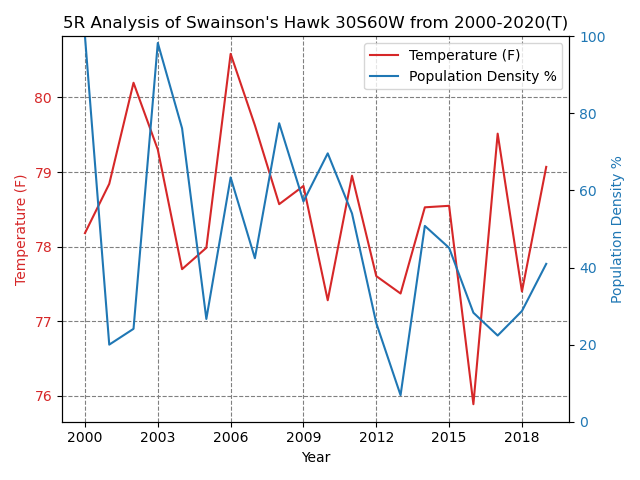 5R Analysis of Swainson's Hawk 30S60W from 2000-2020(T)
Temperature (F)
Population Density %
80
79
78
77
76
Temperature (F)
100
80
60
40
20
0
Population Density %
2000 2003 2006 2009 2012 2015 2018
Year